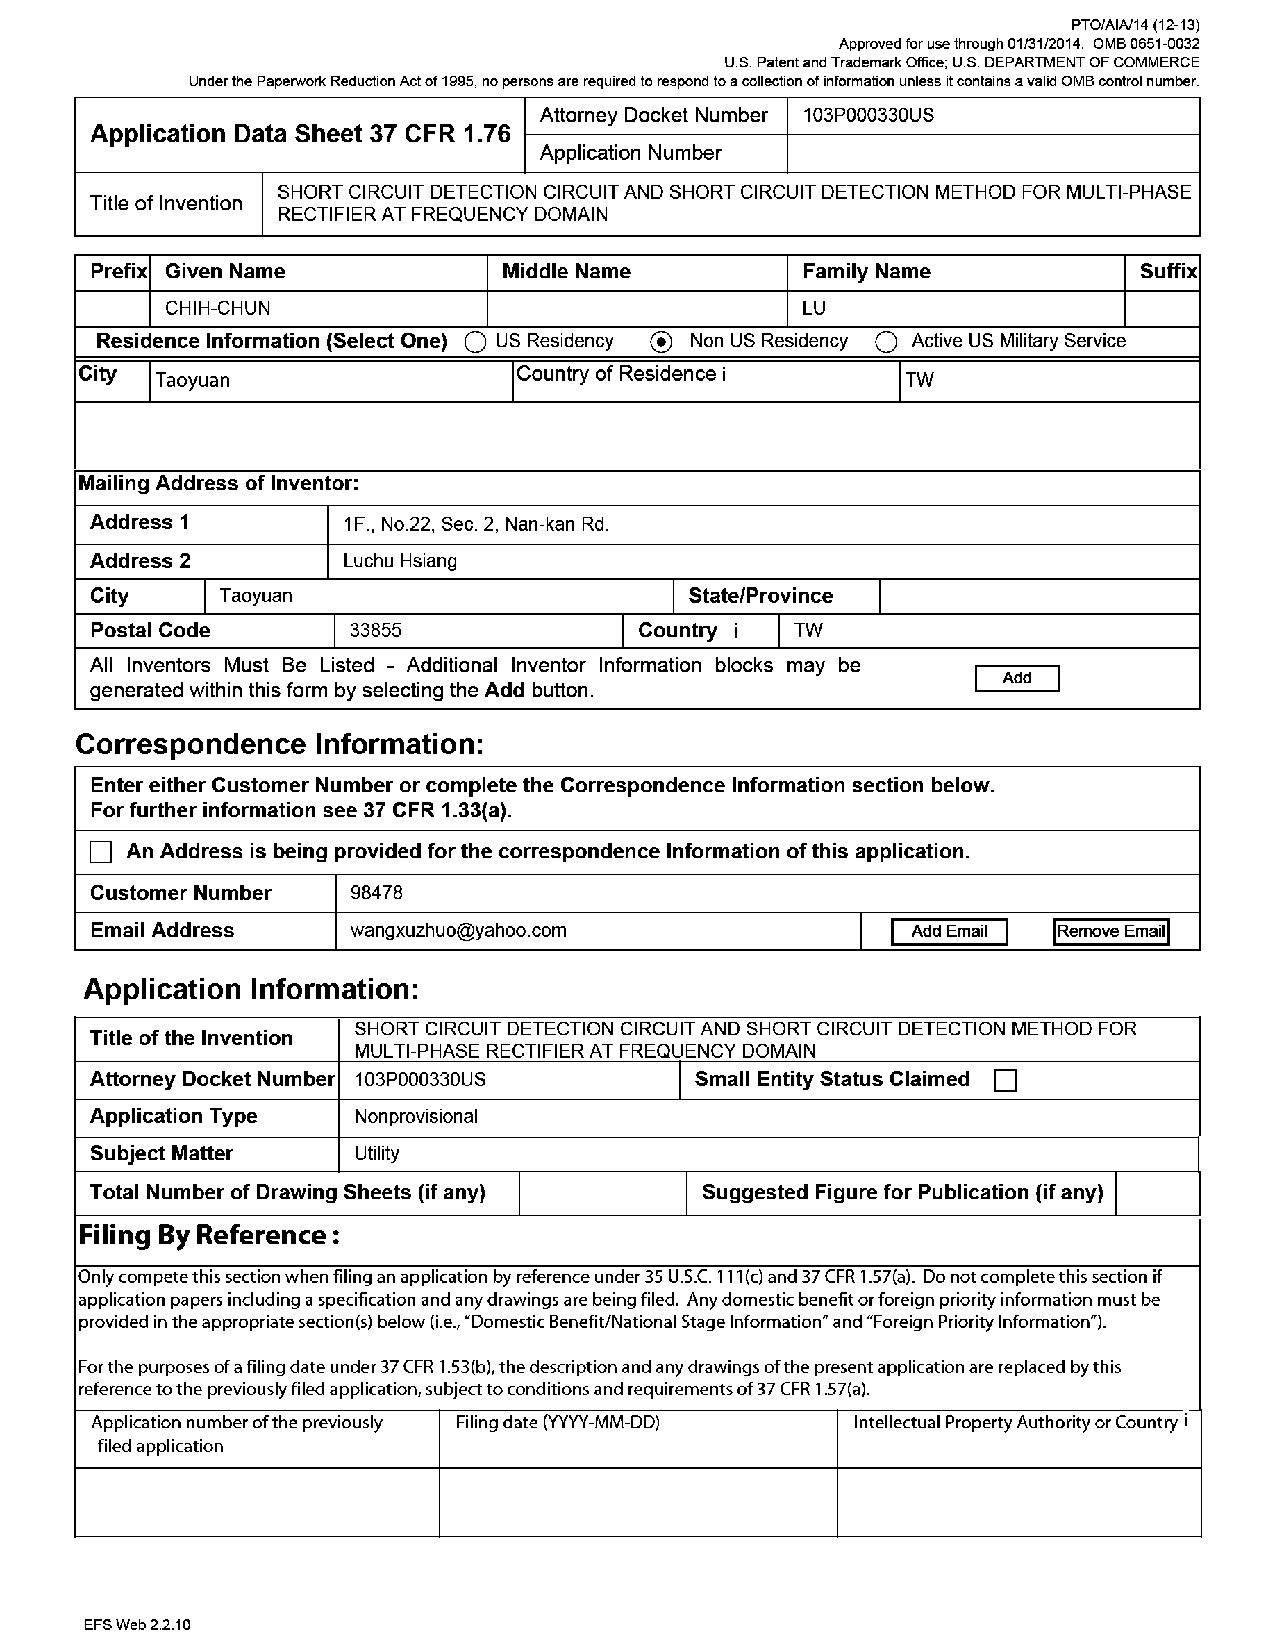 PTO/AIA/14 (12-13)
Approved for use through 01/31/2014. OMB 0651-0032
U.S. Patent and Trademark Office; U.S. DEPARTMENT OF COMMERCE
Under the Paperwork Reduction Act of 1995, no persons are required to respond to a collection of information unless it contains a valid OMB control number.
Application Data Sheet 37 CFR 1.76
Attorney Docket Number 103P000330US
Application Number
Title of Invention
SHORT CIRCUIT DETECTION CIRCUIT AND SHORT CIRCUIT DETECTION METHOD FOR MULTI-PHASE
RECTIFIER AT FREQUENCY DOMAIN
Prefix Given Name Middle Name Family Name Suffix
CHIH-CHUN LU
Residence Information (Select One) US Residency Non US Residency Active US Military Service
City Taoyuan Country of Residence i TW
Mailing Address of Inventor:
Address 1 1F., No.22, Sec. 2, Nan-kan Rd.
Address 2 Luchu Hsiang
City Taoyuan State/Province
Postal Code 33855 Country i TW
All Inventors Must Be Listed - Additional Inventor Information blocks may be
generated within this form by selecting the Add button.
Add
Correspondence Information:
Enter either Customer Number or complete the Correspondence Information section below.
For further information see 37 CFR 1.33(a).
An Address is being provided for the correspondence Information of this application.
Customer Number 98478
Email Address wangxuzhuo@yahoo.com Add Email Remove Email
Application Information:
Title of the Invention
SHORT CIRCUIT DETECTION CIRCUIT AND SHORT CIRCUIT DETECTION METHOD FOR
MULTI-PHASE RECTIFIER AT FREQUENCY DOMAIN
Attorney Docket Number 103P000330US Small Entity Status Claimed
Application Type Nonprovisional
Subject Matter Utility
Total Number of Drawing Sheets (if any) Suggested Figure for Publication (if any)
Filing By Reference :
Only compete this section when filing an application by reference under 35 U.S.C. 111(c) and 37 CFR 1.57(a). Do not complete this section if
application papers including a specification and any drawings are being filed. Any domestic benefit or foreign priority information must be
provided in the appropriate section(s) below (i.e., “Domestic Benefit/National Stage Information” and “Foreign Priority Information”).
For the purposes of a filing date under 37 CFR 1.53(b), the description and any drawings of the present application are replaced by this
reference to the previously filed application, subject to conditions and requirements of 37 CFR 1.57(a).
Application number of the previously
filed application
Filing date (YYYY-MM-DD)
Intellectual Property Authority or Country i
EFS Web 2.2.10